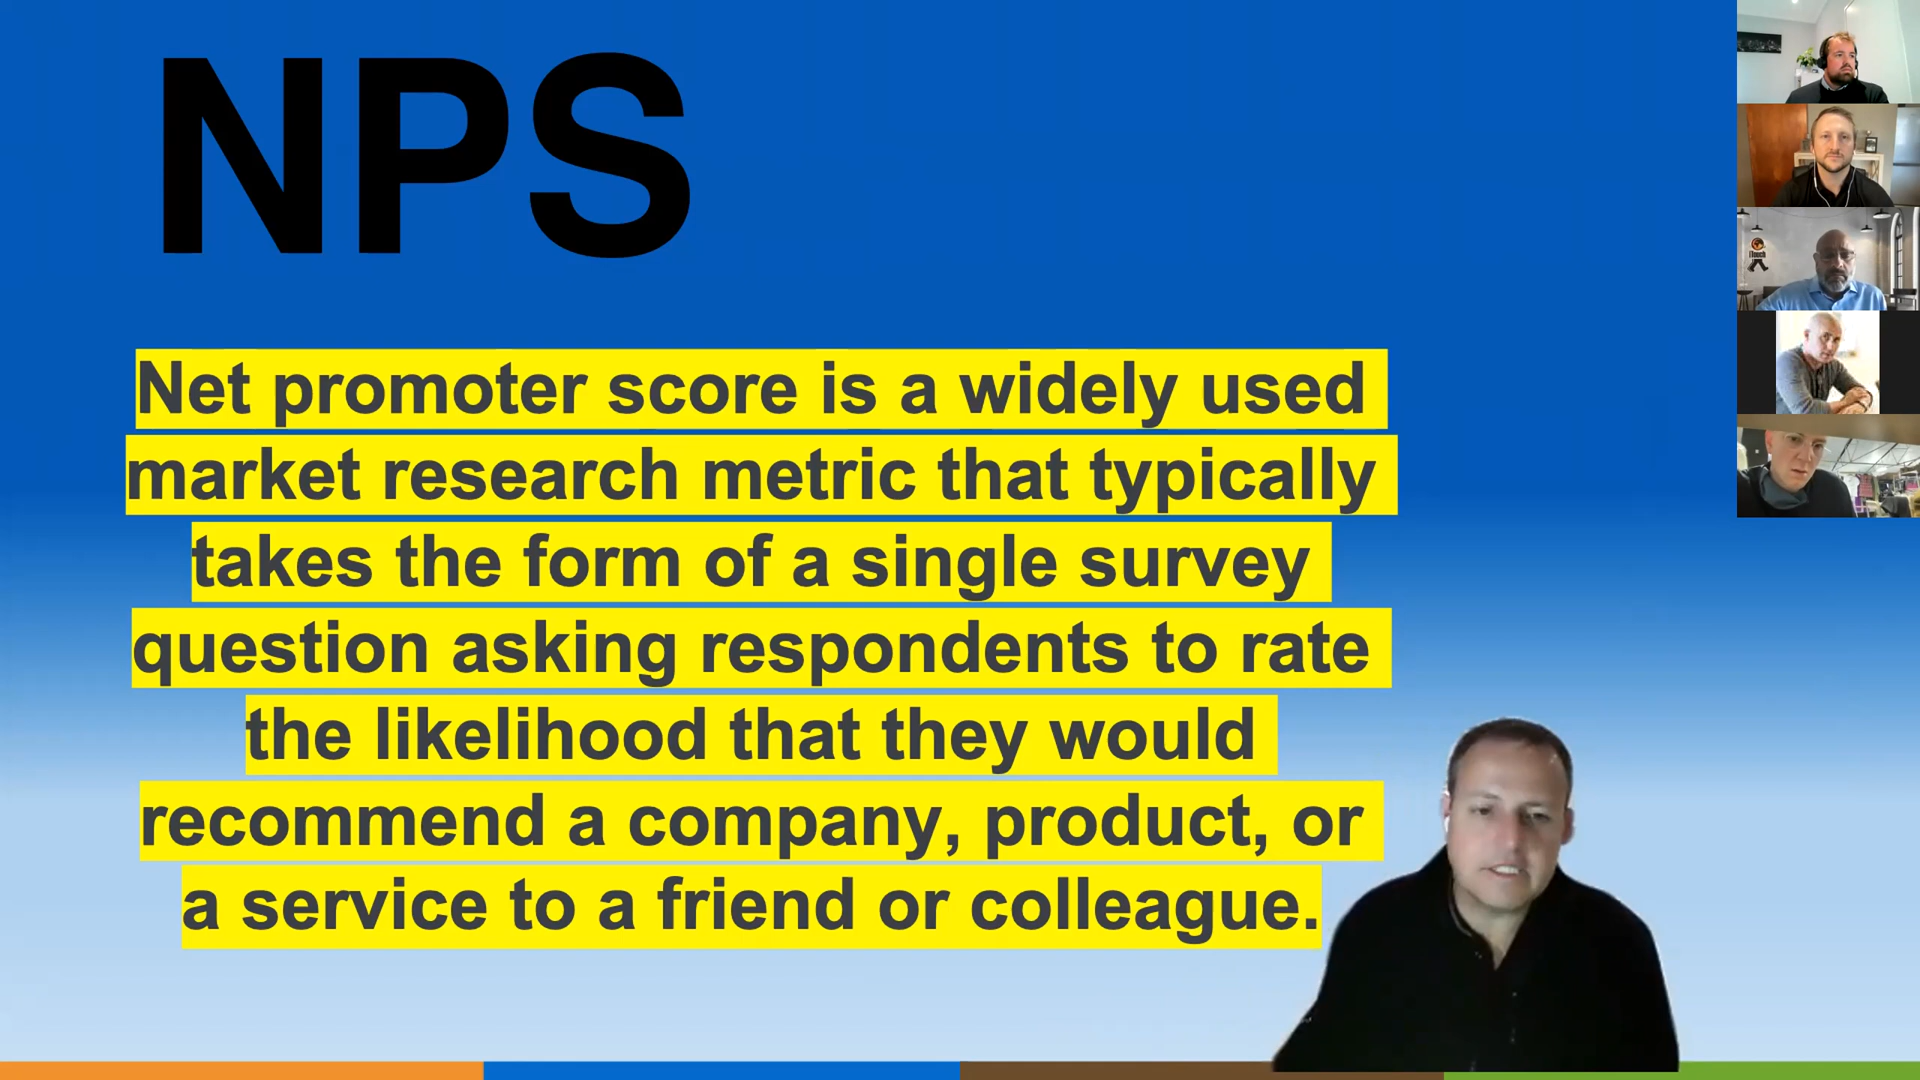 NPS
Net promoter score is a widely used
market research metric that typically
takes the form of a single survey
question asking respondents to rate
the likelihood that they would
recommend a company, product, or
a service to a friend or colleague.